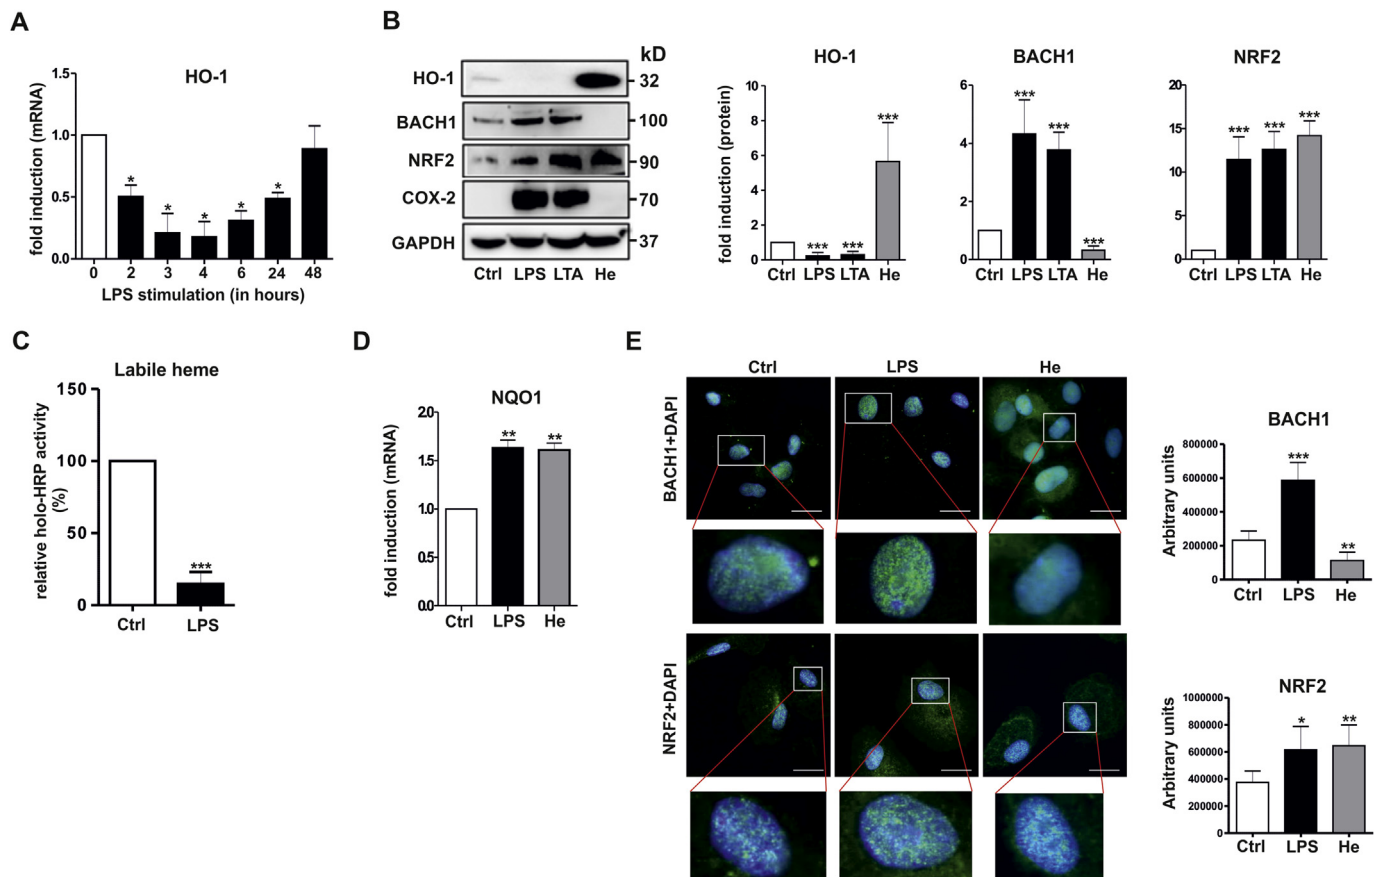 A
HO-1
fold induction (mRNA)
1.5
1.0
0.5
0.0
* * * * *
0 2 3 4 6 24 48
LPS stimulation (in hours)
B
kD
HO-1 32
BACH1 100
NRF2 90
COX-2 70
GAPDH 37
Ctrl LPS LTA He
HO-1
fold induction (protein)
10
8
6
4
2
0
*** *** ***
Ctrl LPS LTA He
BACH1
6
4
2
0
*** *** ***
Ctrl LPS LTA He
NRF2
20
15
10
5
0
*** *** ***
Ctrl LPS LTA He
C
Labile heme
relative holo-HRP activity
(%)
150
100
50
0
***
Ctrl LPS
D
NQO1
fold induction (mRNA)
2.0
1.5
1.0
0.5
0.0
** **
Ctrl LPS He
E
Ctrl LPS He
BACH1+DAPI
NRF2+DAPI
BACH1
Arbitrary units
800000
600000
400000
200000
0
*** **
Ctrl LPS He
NRF2
Arbitrary units
1000000
800000
600000
400000
200000
0
* **
Ctrl LPS He